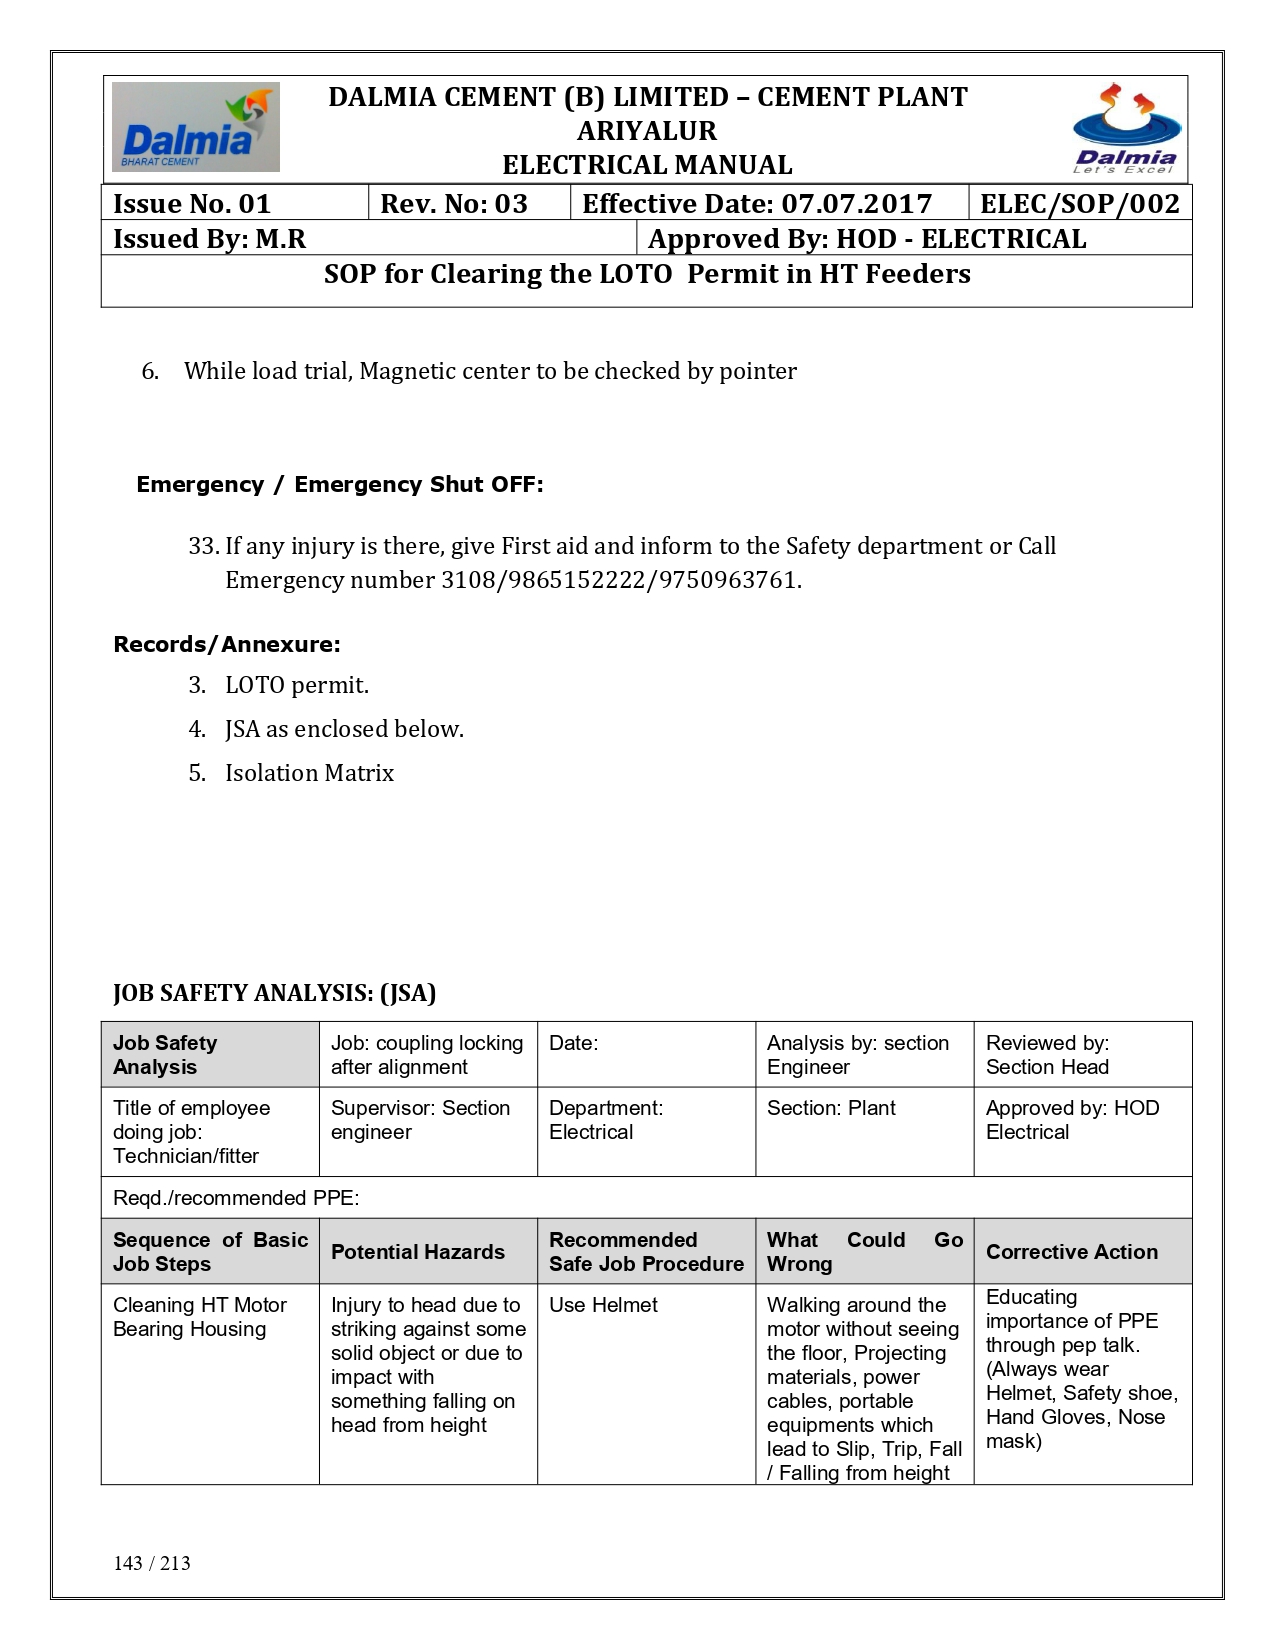 Dalmia
BHARAT CEMENT
DALMIA CEMENT (B) LIMITED – CEMENT PLANT
ARIYALUR
ELECTRICAL MANUAL
Dalmia
Let's Excel
Issue No. 01 Rev. No: 03 Effective Date: 07.07.2017 ELEC/SOP/002
Issued By: M.R Approved By: HOD - ELECTRICAL
SOP for Clearing the LOTO Permit in HT Feeders
6. While load trial, Magnetic center to be checked by pointer
Emergency / Emergency Shut OFF:
33. If any injury is there, give First aid and inform to the Safety department or Call
Emergency number 3108/9865152222/9750963761.
Records/Annexure:
3. LOTO permit.
4. JSA as enclosed below.
5. Isolation Matrix
JOB SAFETY ANALYSIS: (JSA)
Job Safety
Analysis
Job: coupling locking
after alignment
Date:
Analysis by: section
Engineer
Reviewed by:
Section Head
Title of employee
doing job:
Technician/fitter
Supervisor: Section
engineer
Department:
Electrical
Section: Plant
Approved by: HOD
Electrical
Reqd./recommended PPE:
Sequence of Basic
Job Steps
Potential Hazards
Recommended
Safe Job Procedure
What Could Go
Wrong
Corrective Action
Cleaning HT Motor
Bearing Housing
Injury to head due to
striking against some
solid object or due to
impact with
something falling on
head from height
Use Helmet
Walking around the
motor without seeing
the floor, Projecting
materials, power
cables, portable
equipments which
lead to Slip, Trip, Fall
/ Falling from height
Educating
importance of PPE
through pep talk.
(Always wear
Helmet, Safety shoe,
Hand Gloves, Nose
mask)
143 / 213